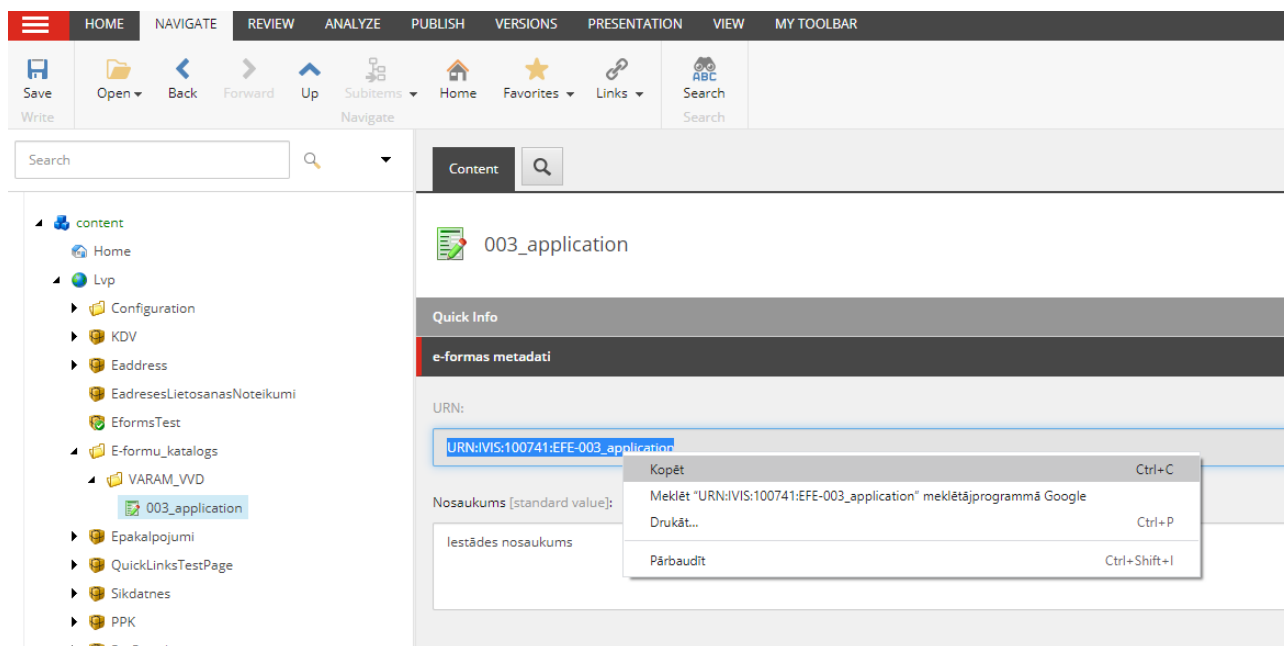 HOME NAVIGATE REVIEW ANALYZE PUBLISH VERSIONS PRESENTATION VIEW MY TOOLBAR
Save Open Back Forward Up Subitems Home Favorites Links ABC Search
Write Navigate Search
Search
Content
content
Home
Lvp
Configuration
KDV
Eaddress
EadresesLietosanasNoteikumi
EformsTest
E-formu_katalogs
VARAM_VVD
003_application
Epakalpojumi
QuickLinksTestPage
Sikdatnes
PPK
003_application
Quick Info
e-formas metadati
URN:
URN:IVIS:100741:EFE-003_application
Nosaukums [standard value]:
Iestādes nosaukums
Kopēt Ctrl+C
Meklēt “URN:IVIS:100741:EFE-003_application” meklētājprogrammā Google
Drukāt... Ctrl+P
Pārbaudīt Ctrl+Shift+I